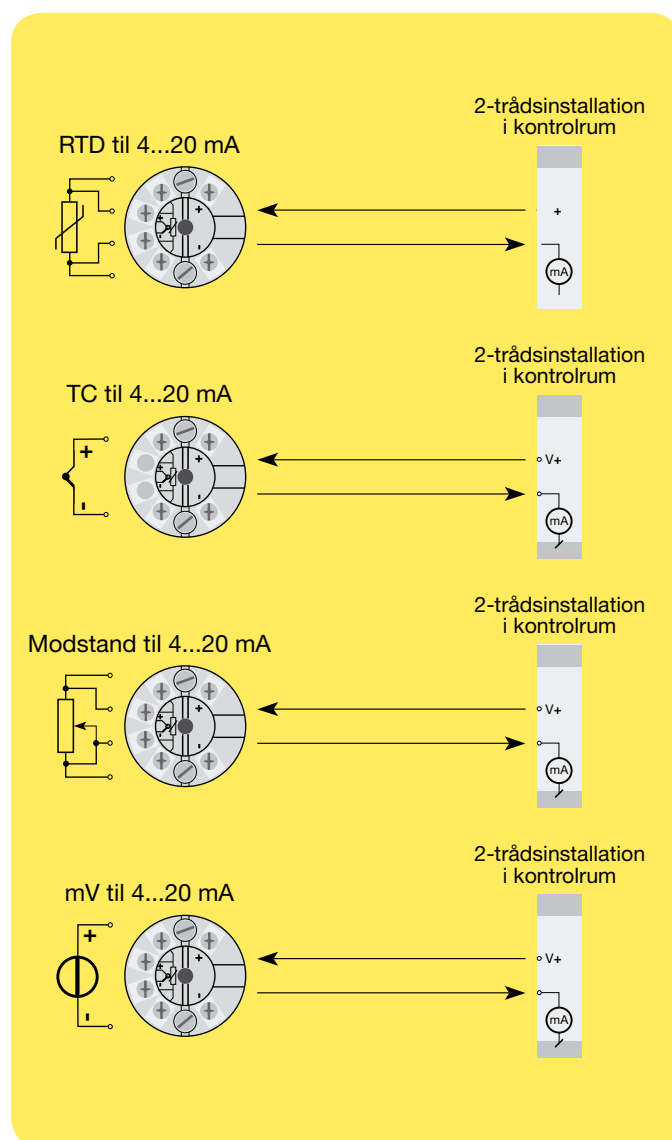 2-trådsinstallation
i kontrolrum
RTD til 4...20 mA
+
-
+
mA
2-trådsinstallation
i kontrolrum
TC til 4...20 mA
+
-
+
-
V+
mA
2-trådsinstallation
i kontrolrum
Modstand til 4...20 mA
+
-
V+
mA
2-trådsinstallation
i kontrolrum
mV til 4...20 mA
+
-
+
-
V+
mA